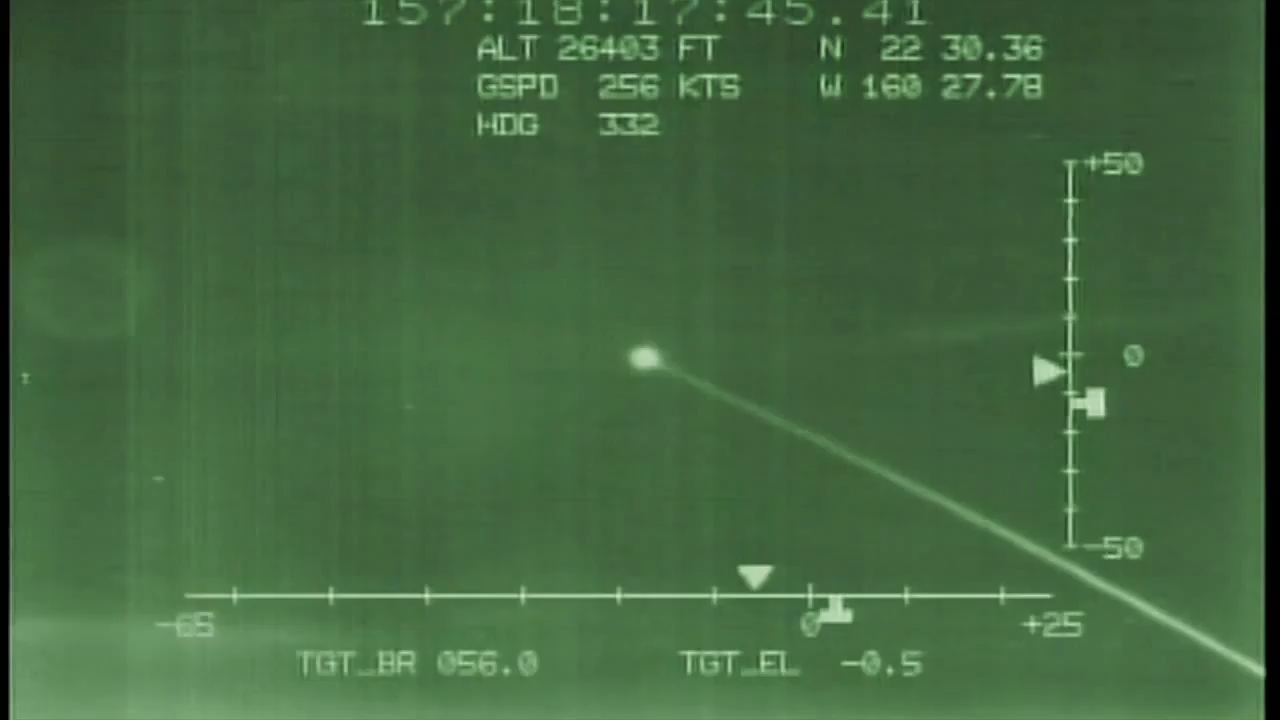 157:18:17:45.41
ALT 26403 FT N 22 30.36
GSPD 256 KTS W 160 27.78
HDG 332
+50
0
-50
-65 0 +25
TGT_BR 056.0 TGT_EL -0.5